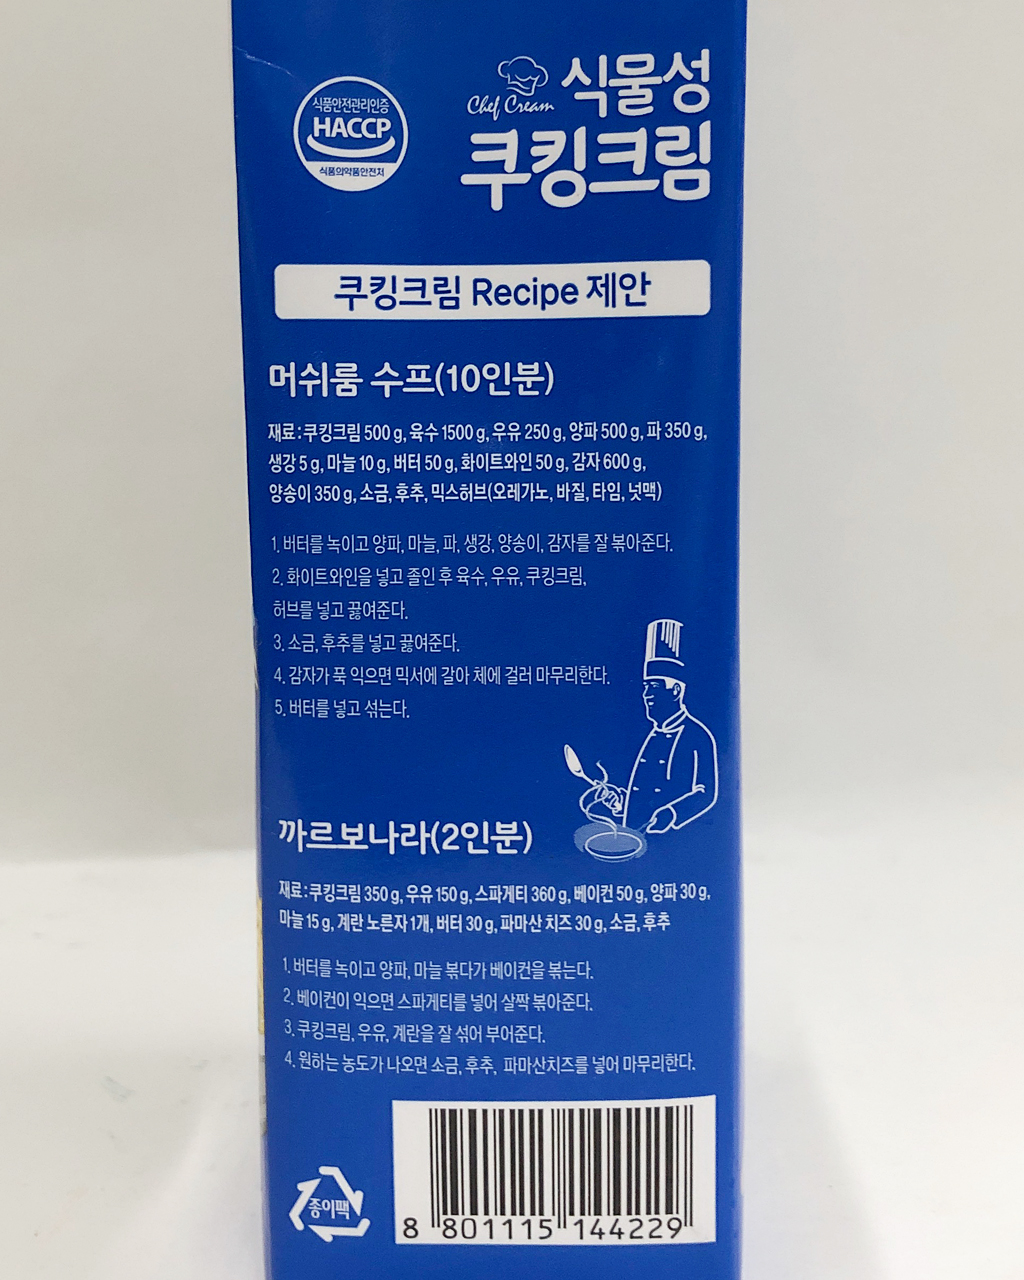 식품안전관리인증
HACCP
식품의약품안전처
Chef Cream 식물성
쿠킹크림
쿠킹크림 Recipe 제안
머쉬룸 수프(10인분)
재료:쿠킹크림 500 g, 육수 1500 g, 우유 250 g, 양파 500 g, 파 350 g,
생강 5 g, 마늘 10 g, 버터 50 g, 화이트와인 50 g, 감자 600 g,
양송이 350 g, 소금, 후추, 믹스허브(오레가노, 바질, 타임, 넛맥)
1. 버터를 녹이고 양파, 마늘, 파, 생강, 양송이, 감자를 잘 볶아준다.
2. 화이트와인을 넣고 졸인 후 육수, 우유, 쿠킹크림,
허브를 넣고 끓여준다.
3. 소금, 후추를 넣고 끓여준다.
4. 감자가 푹 익으면 믹서에 갈아 체에 걸러 마무리한다.
5. 버터를 넣고 섞는다.
까르보나라(2인분)
재료:쿠킹크림 350 g, 우유 150 g, 스파게티 360 g, 베이컨 50 g, 양파 30 g,
마늘 15 g, 계란 노른자 1개, 버터 30 g, 파마산 치즈 30 g, 소금, 후추
1. 버터를 녹이고 양파, 마늘 볶다가 베이컨을 볶는다.
2. 베이컨이 익으면 스파게티를 넣어 살짝 볶아준다.
3. 쿠킹크림, 우유, 계란을 잘 섞어 부어준다.
4. 원하는 농도가 나오면 소금, 후추, 파마산치즈를 넣어 마무리한다.
종이팩
8 801115 144229